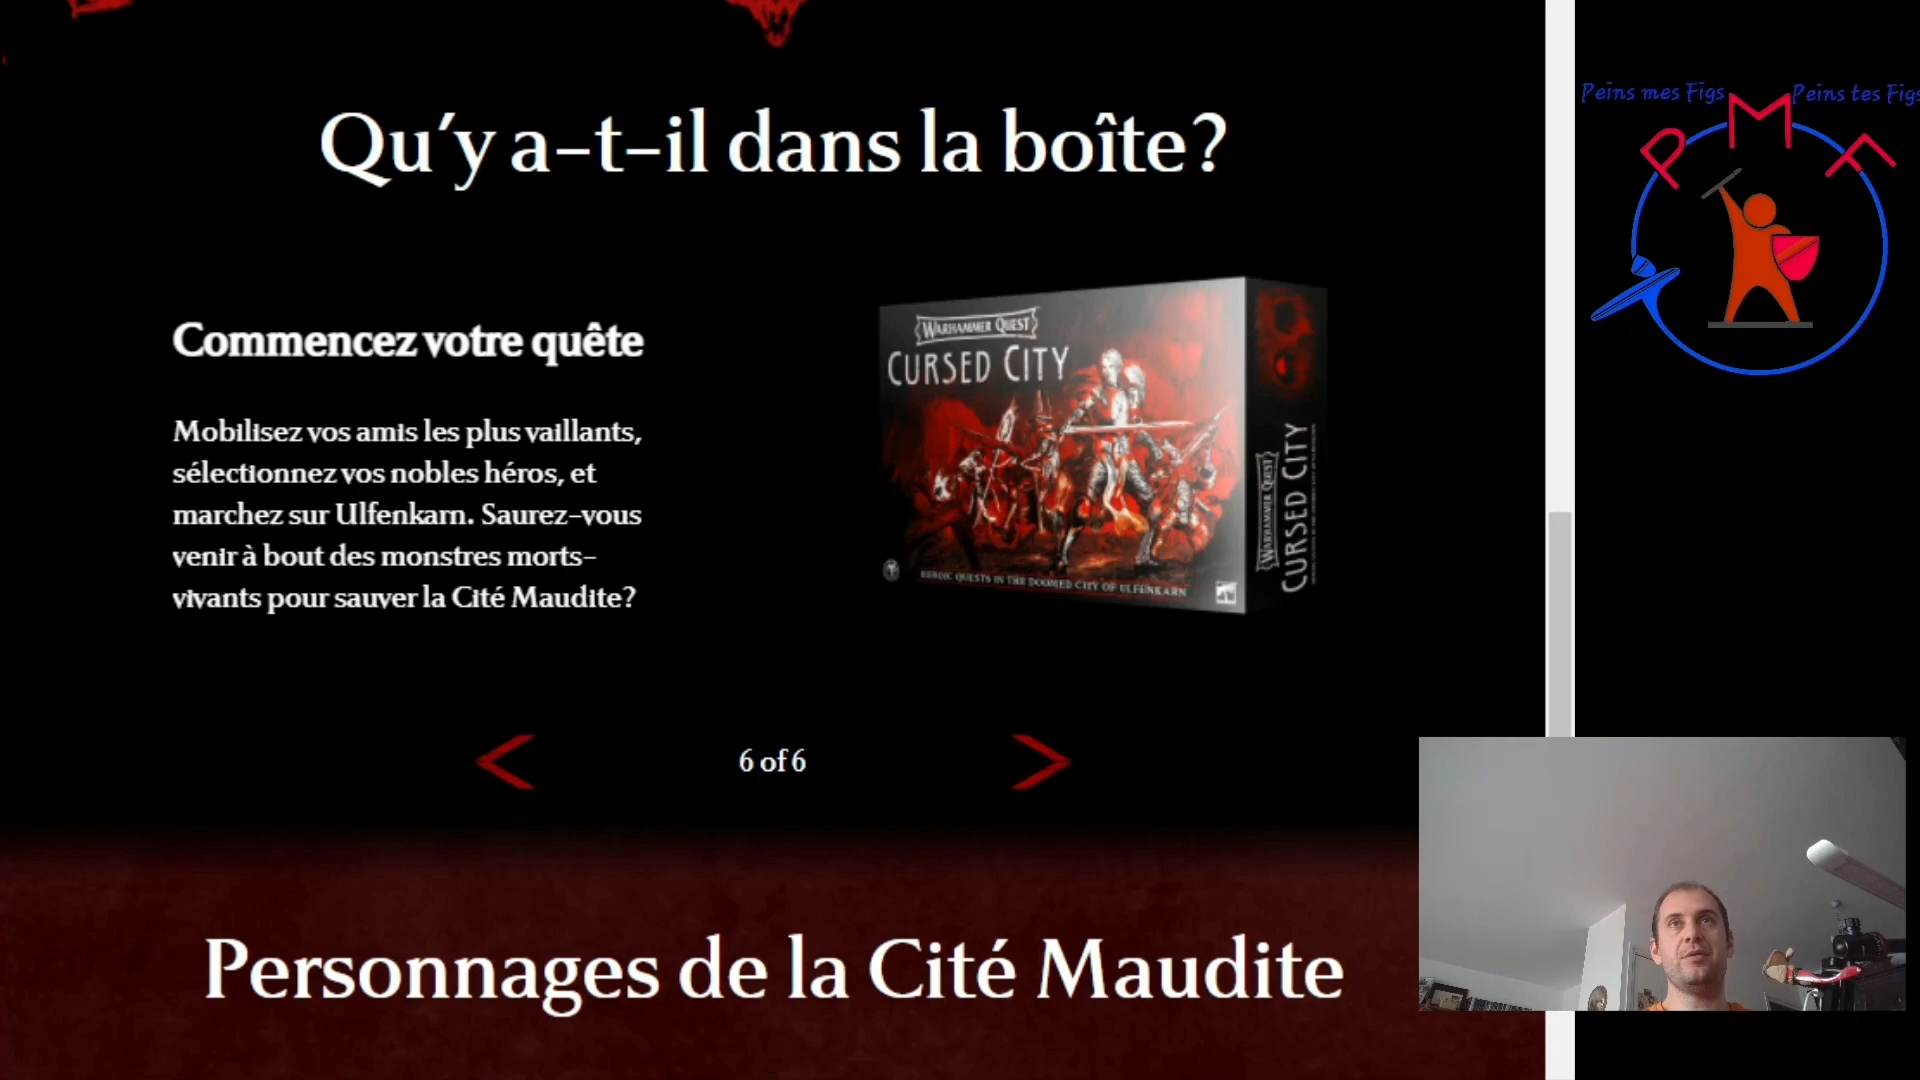 Qu'y a-t-il dans la boîte?
Peins mes Figs
Peins tes Figs
P M F
Commencez votre quête
Mobilisez vos amis les plus vaillants,
sélectionnez vos nobles héros, et
marchez sur Ulfenkarn. Saurez-vous
venir à bout des monstres morts-
vivants pour sauver la Cité Maudite?
WARHAMMER QUEST
CURSED CITY
HEROIC QUESTS IN THE DOOMED CITY OF ULFENKARN
WARHAMMER QUEST
CURSED CITY
6 of 6
Personnages de la Cité Maudite